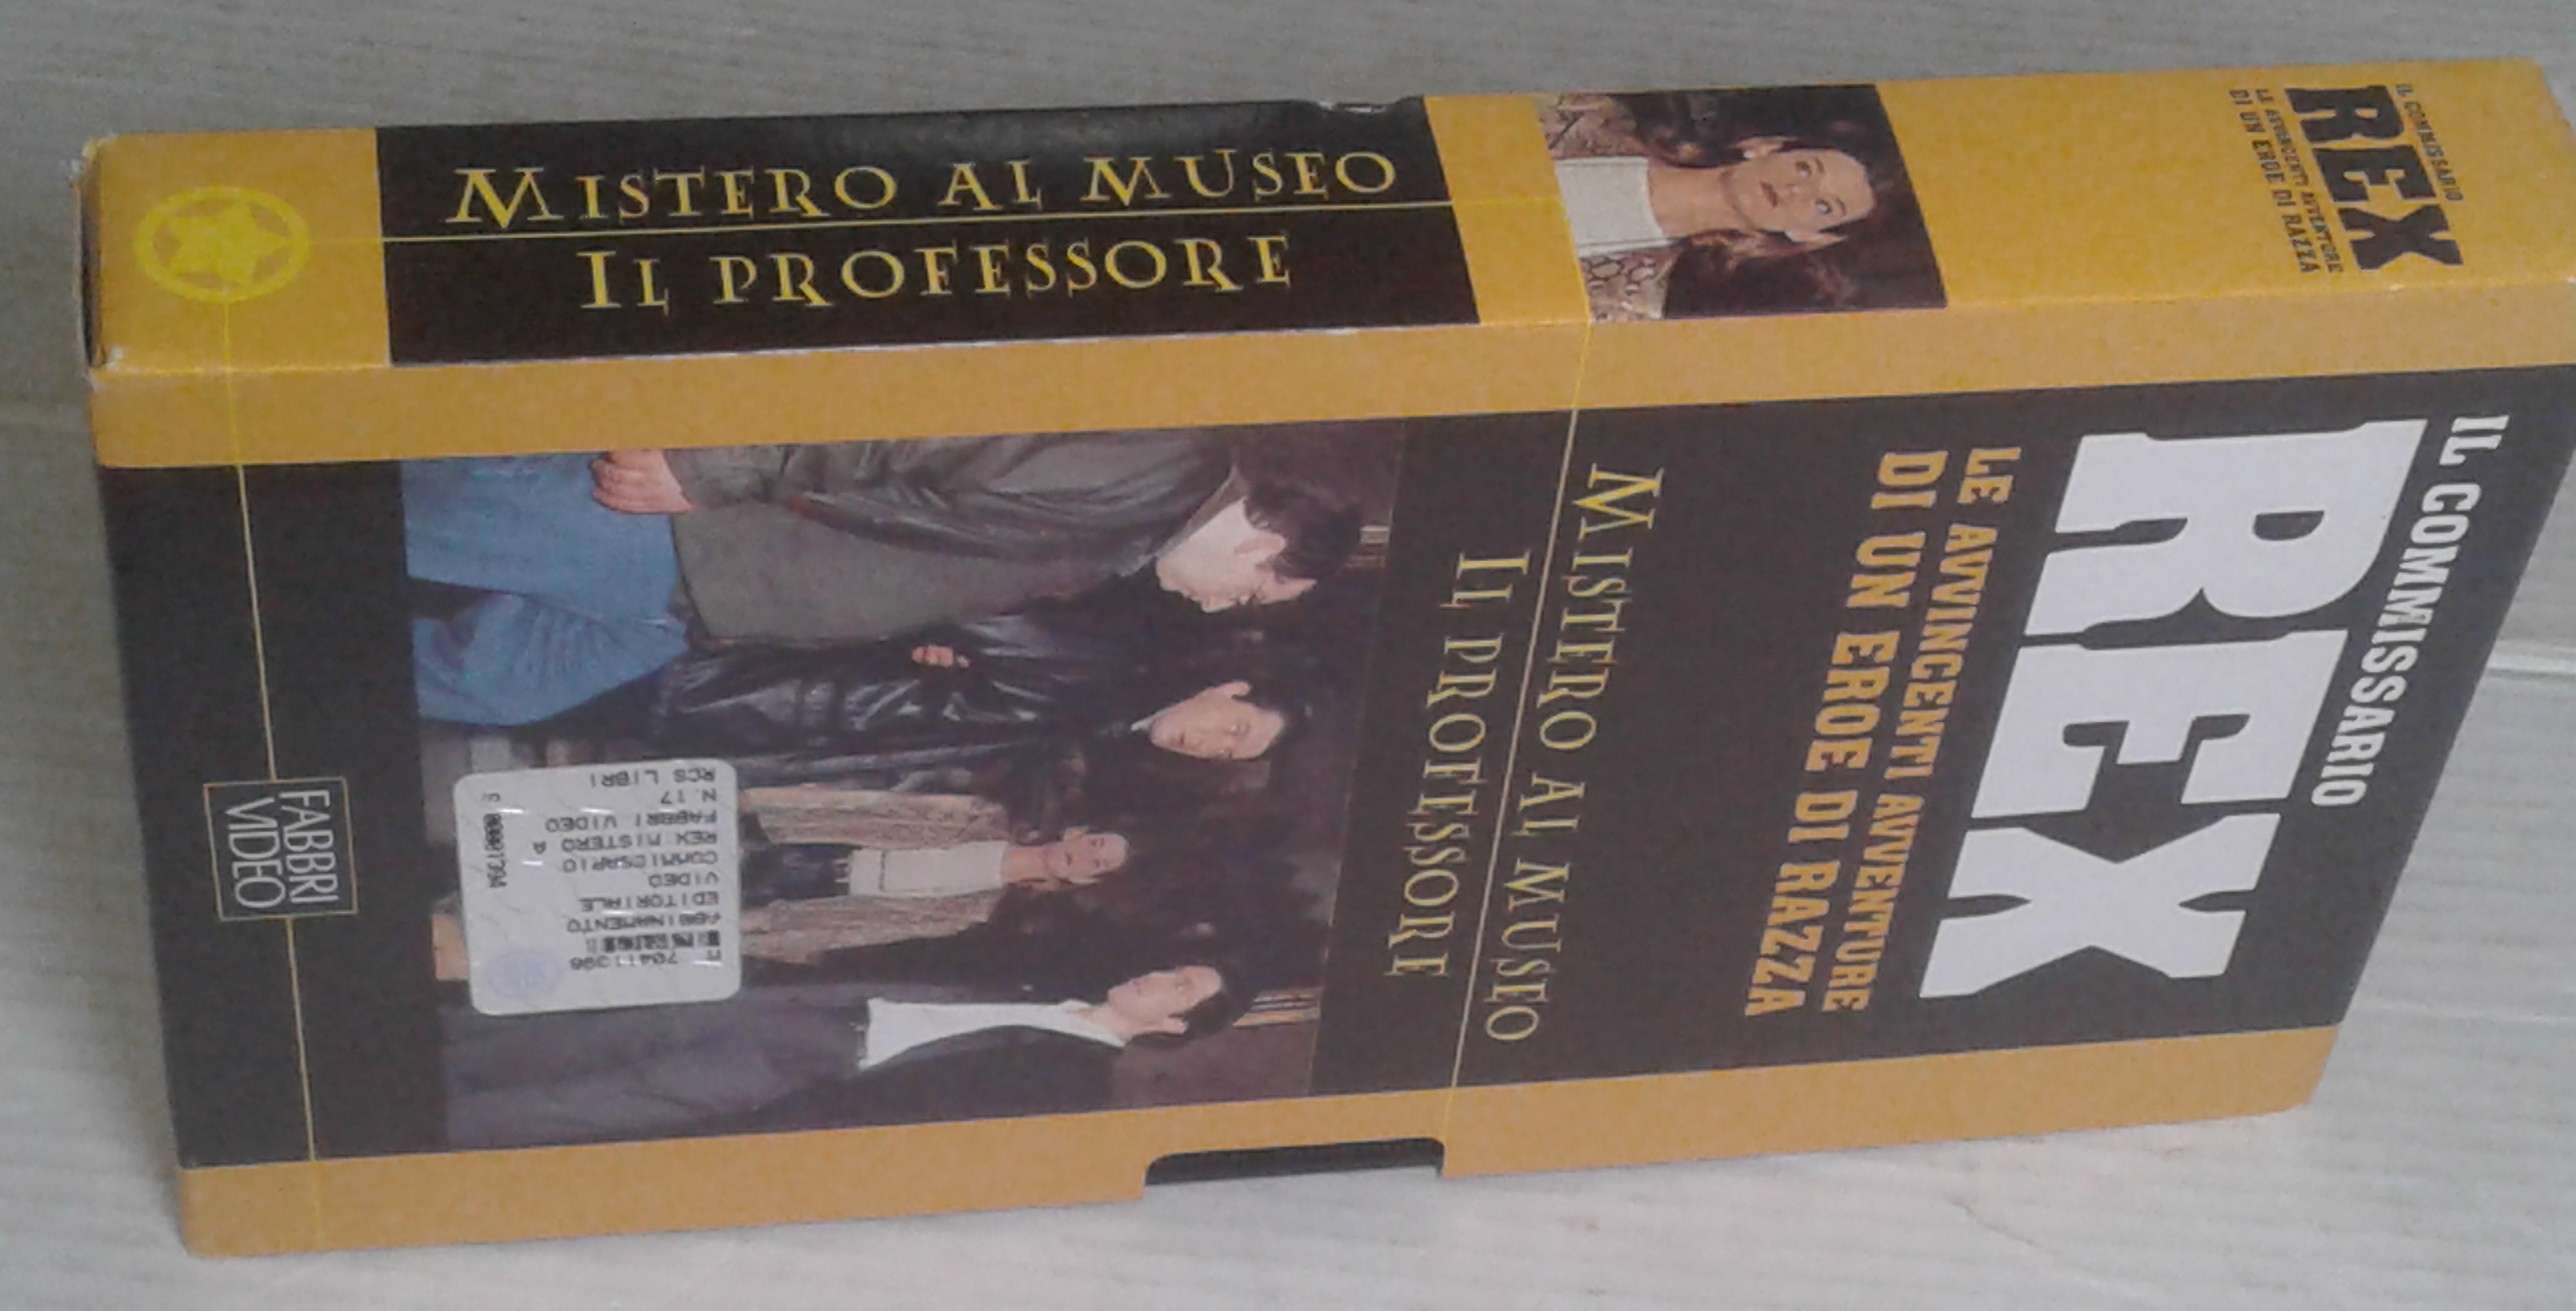 MISTERO AL MUSEO
IL PROFESSORE
IL COMMISSARIO
REX
LE AVVINCENTI AVVENTURE
DI UN EROE DI RAZZA
IL COMMISSARIO
REX
LE AVVINCENTI AVVENTURE
DI UN EROE DI RAZZA
MISTERO AL MUSEO
IL PROFESSORE
FABBRI
VIDEO
ABBINAMENTO
EDITORIALE
VIDEO
COMMISSARIO
REX MISTERO A
FABBRI VIDEO
N. 17
RCS LIBRI